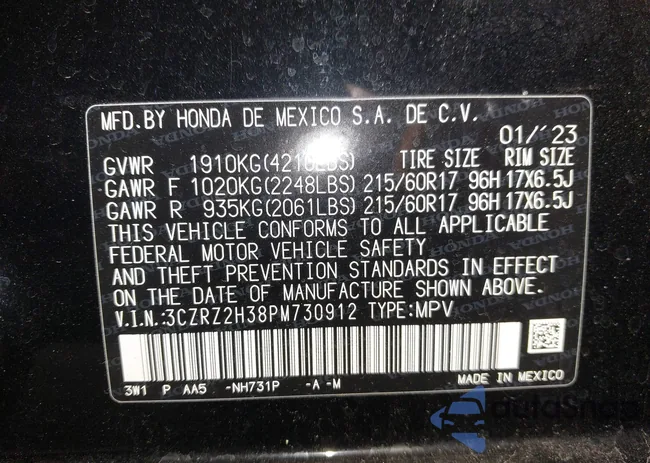 MFD.BY HONDA DE MEXICO S.A. DE C.V.
01/'23
GVWR 1910KG(4210LBS) TIRE SIZE RIM SIZE
GAWR F 1020KG(2248LBS) 215/60R17 96H 17X6.5J
GAWR R 935KG(2061LBS) 215/60R17 96H 17X6.5J
THIS VEHICLE CONFORMS TO ALL APPLICABLE
FEDERAL MOTOR VEHICLE SAFETY
AND THEFT PREVENTION STANDARDS IN EFFECT
ON THE DATE OF MANUFACTURE SHOWN ABOVE.
V.I.N.:3CZRZ2H38PM730912 TYPE:MPV
3W1 P AA5 -NH731P -A -M MADE IN MEXICO